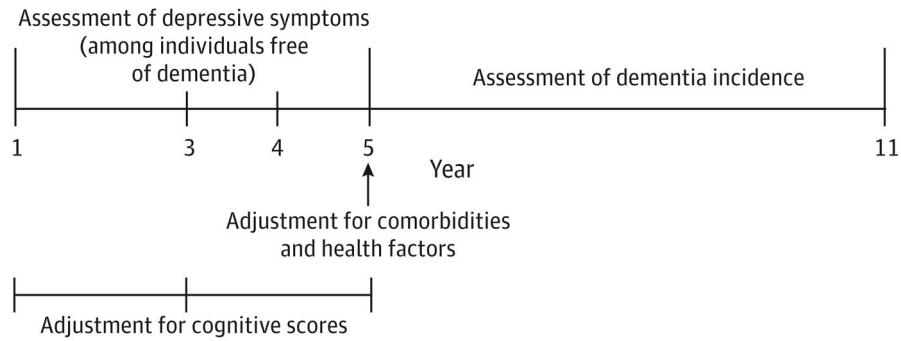 Assessment of depressive symptoms
(among individuals free
of dementia)
Assessment of dementia incidence
1 3 4 5 11
Year
Adjustment for comorbidities
and health factors
Adjustment for cognitive scores